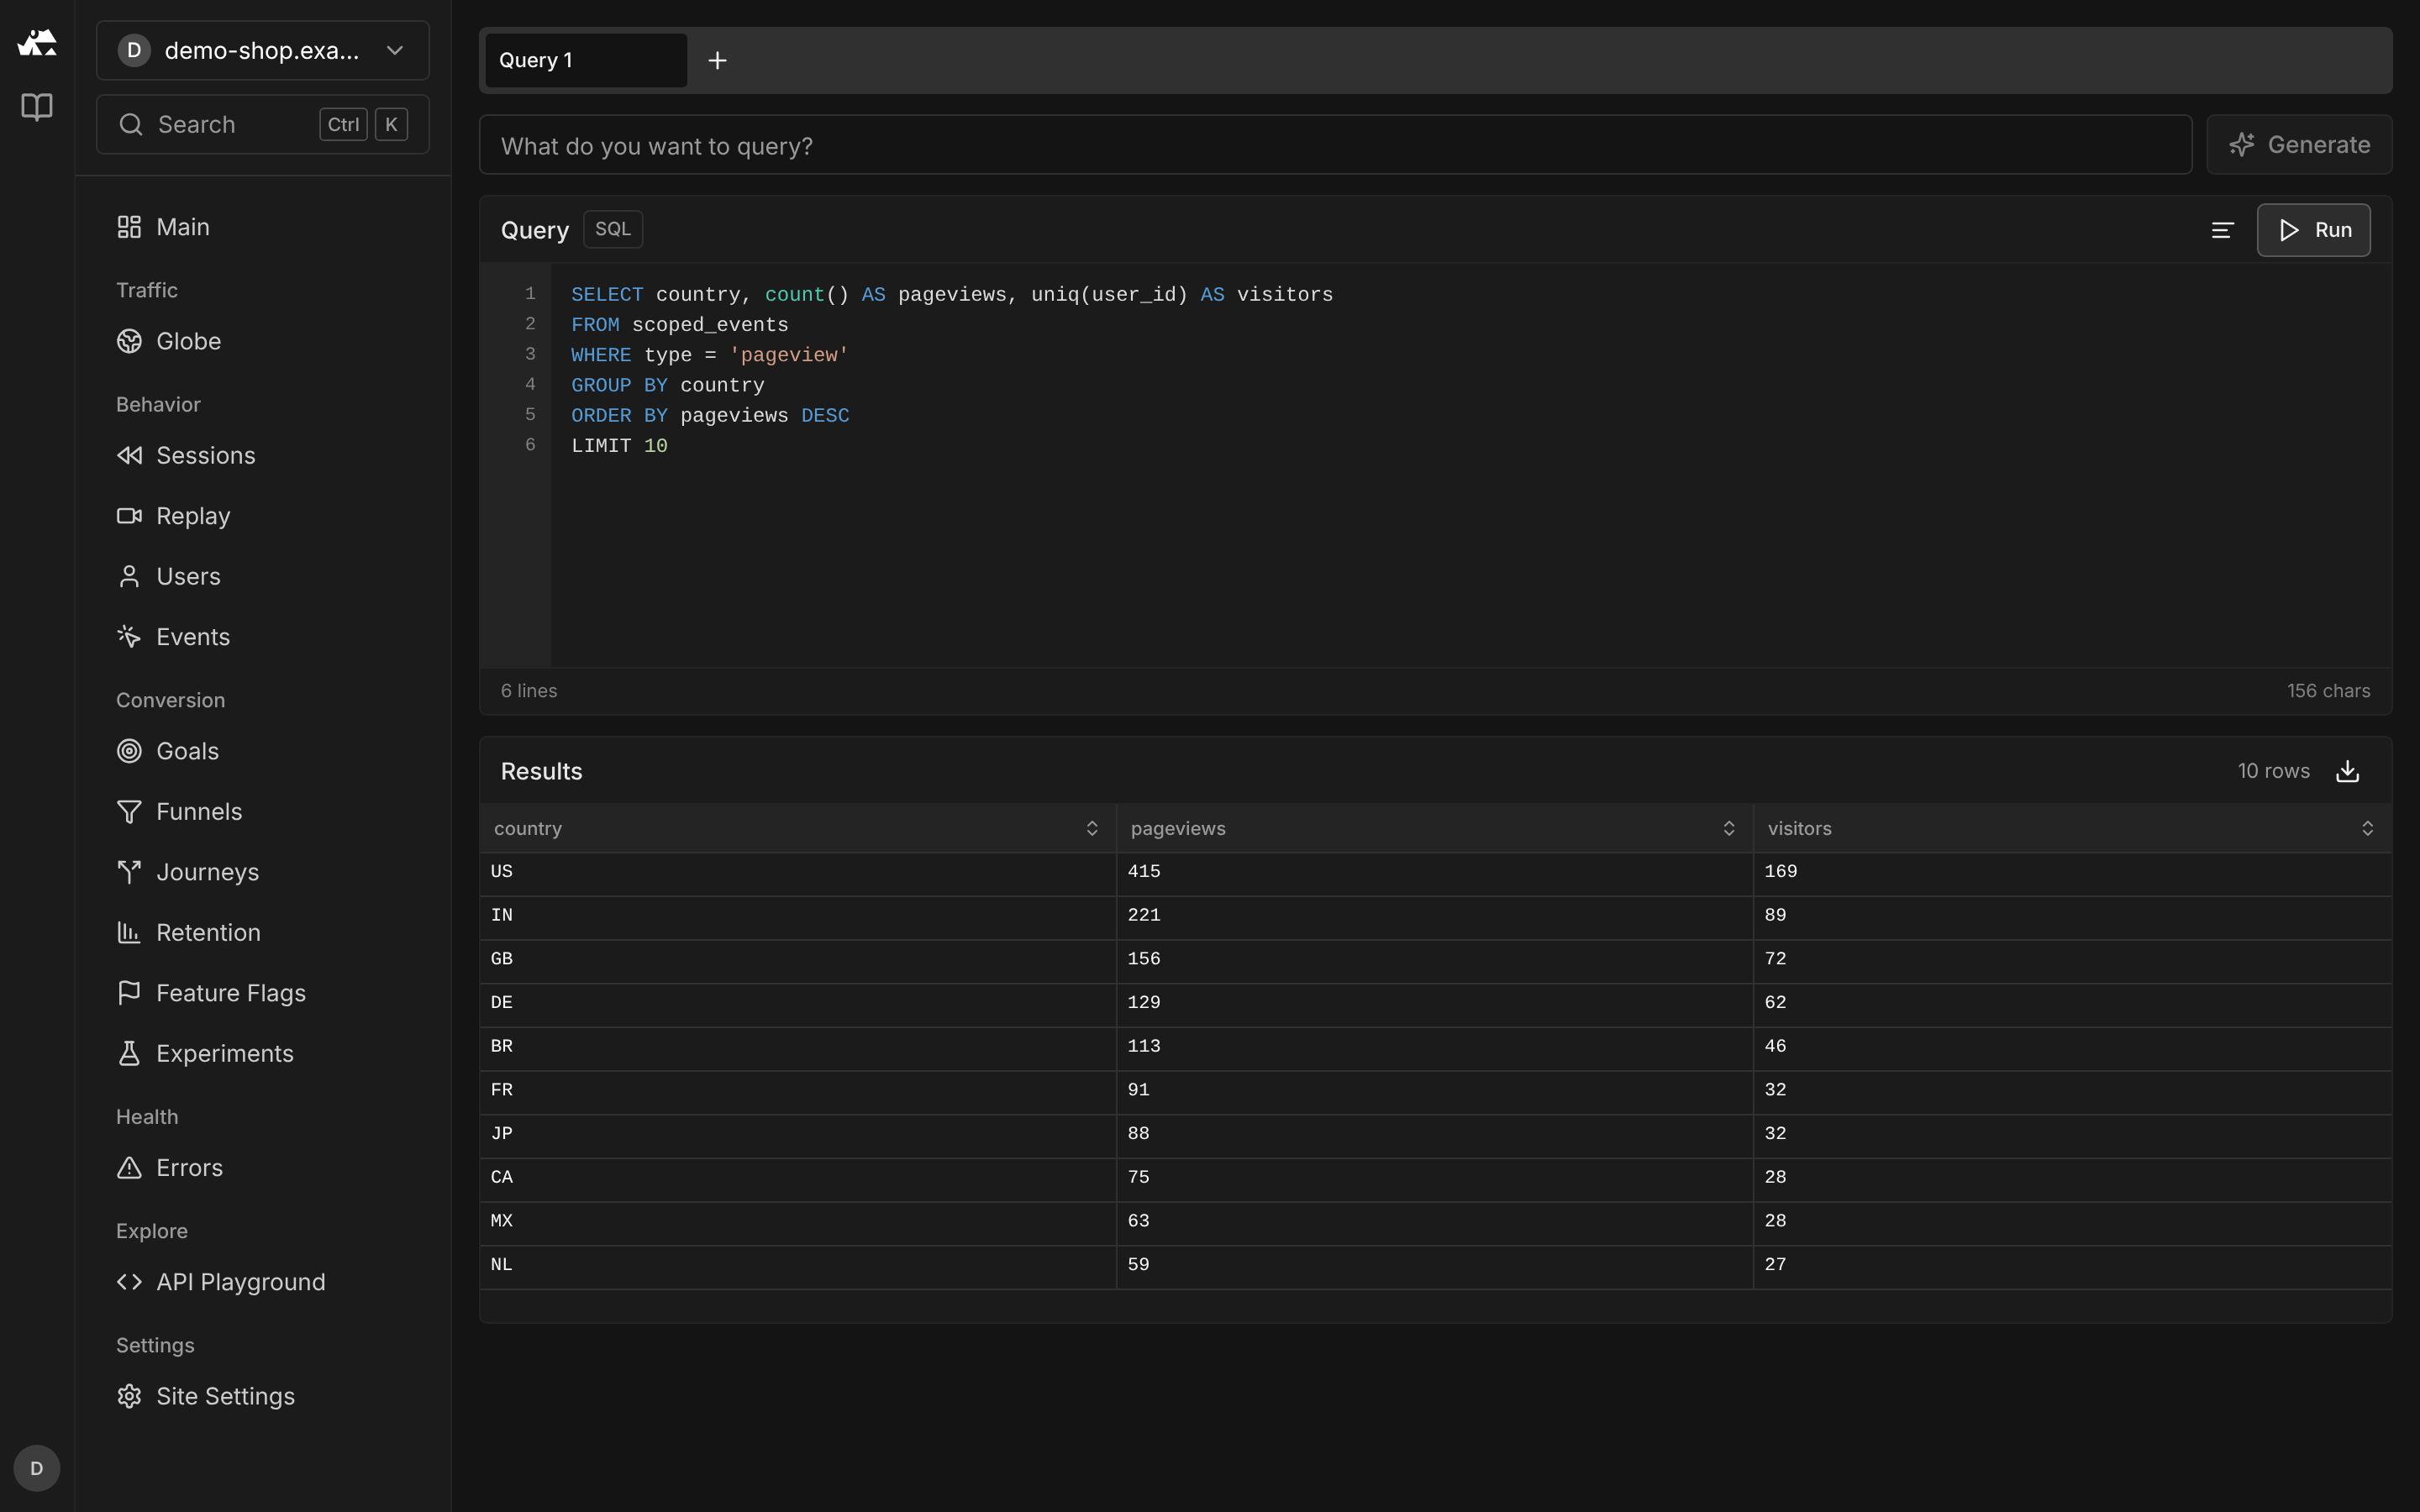 D demo-shop.exa...
Search Ctrl K
Main
Traffic
Globe
Behavior
Sessions
Replay
Users
Events
Conversion
Goals
Funnels
Journeys
Retention
Feature Flags
Experiments
Health
Errors
Explore
API Playground
Settings
Site Settings
D
Query 1
What do you want to query? Generate
Query SQL Run
1 SELECT country, count() AS pageviews, uniq(user_id) AS visitors
2 FROM scoped_events
3 WHERE type = 'pageview'
4 GROUP BY country
5 ORDER BY pageviews DESC
6 LIMIT 10
6 lines 156 chars
Results 10 rows
country pageviews visitors
US 415 169
IN 221 89
GB 156 72
DE 129 62
BR 113 46
FR 91 32
JP 88 32
CA 75 28
MX 63 28
NL 59 27